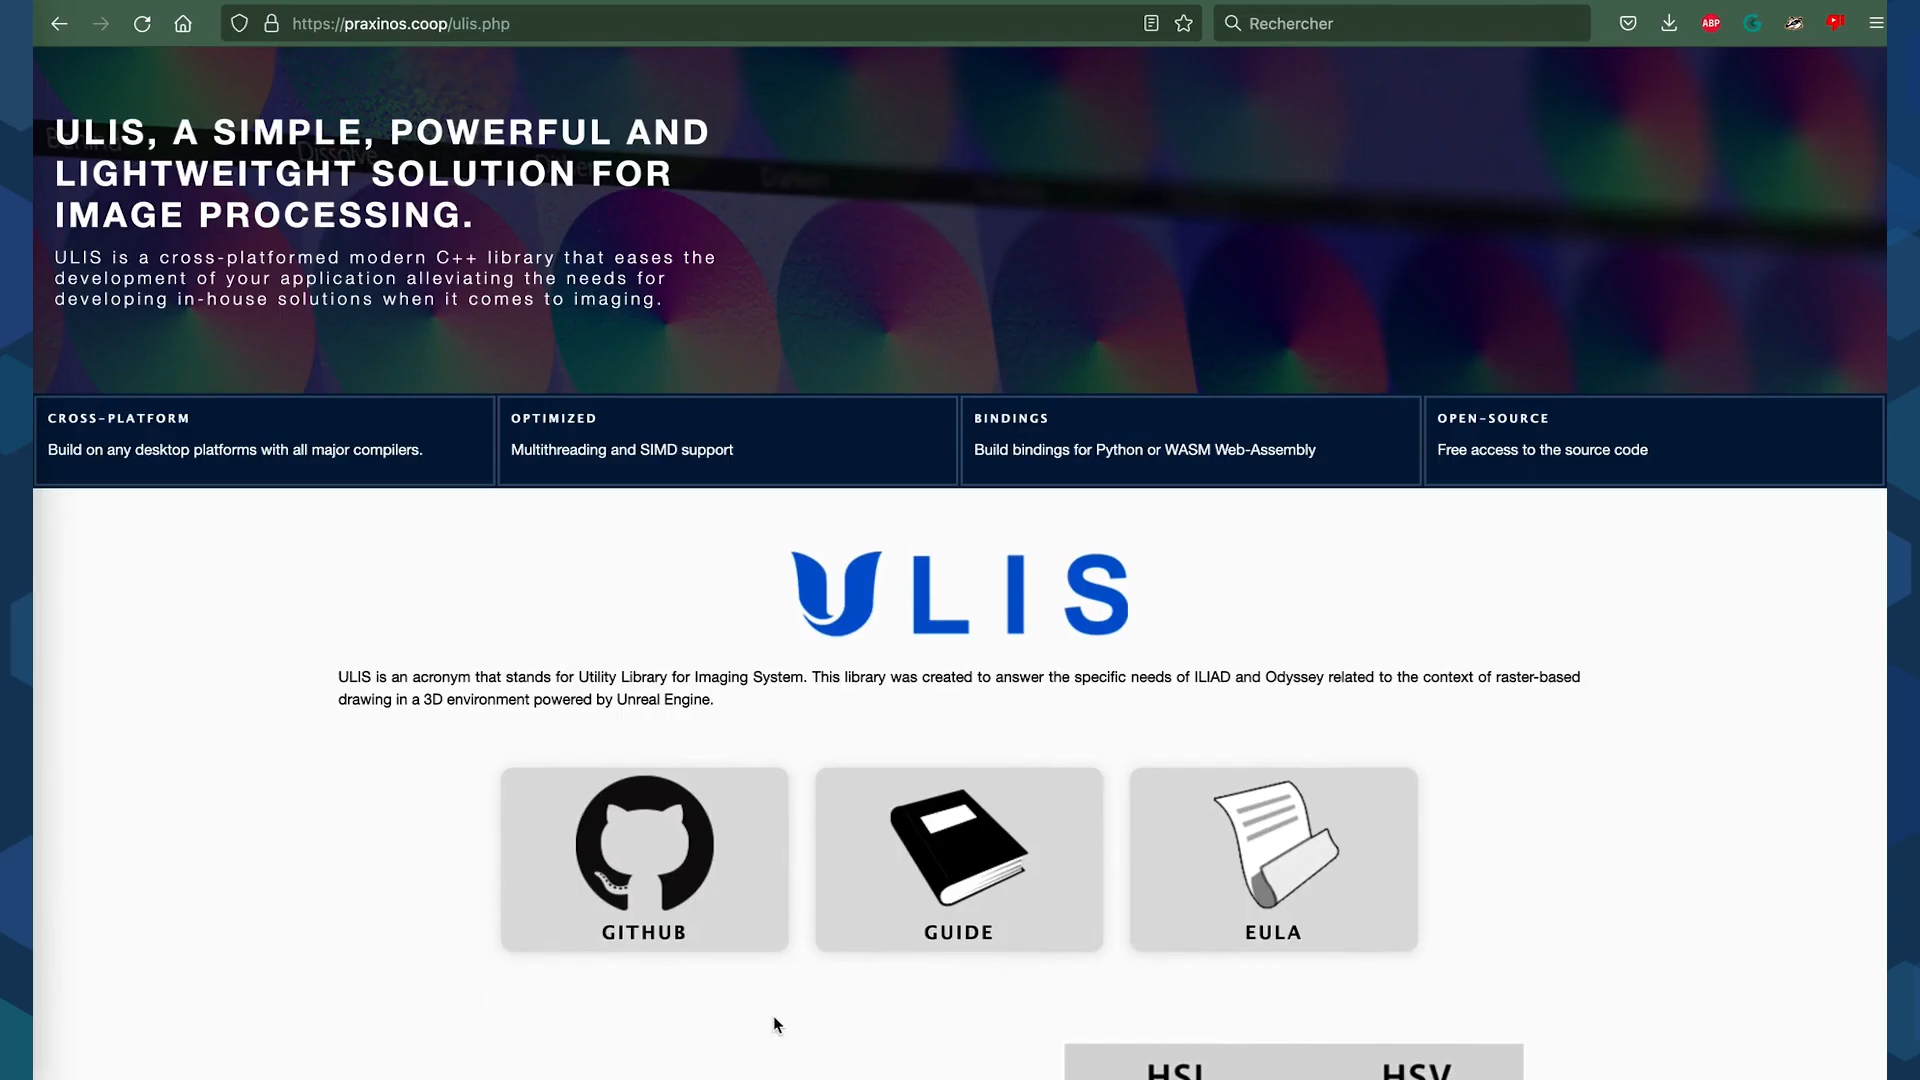 https://praxinos.coop/ulis.php
Rechercher
ABP
ULIS, A SIMPLE, POWERFUL AND
LIGHTWEITGHT SOLUTION FOR
IMAGE PROCESSING.
Dissolve
ULIS is a cross-platformed modern C++ library that eases the
development of your application alleviating the needs for
developing in-house solutions when it comes to imaging.
CROSS-PLATFORM
Build on any desktop platforms with all major compilers.
OPTIMIZED
Multithreading and SIMD support
BINDINGS
Build bindings for Python or WASM Web-Assembly
OPEN-SOURCE
Free access to the source code
ULIS
ULIS is an acronym that stands for Utility Library for Imaging System. This library was created to answer the specific needs of ILIAD and Odyssey related to the context of raster-based
drawing in a 3D environment powered by Unreal Engine.
GITHUB
GUIDE
EULA
HSL
HSV